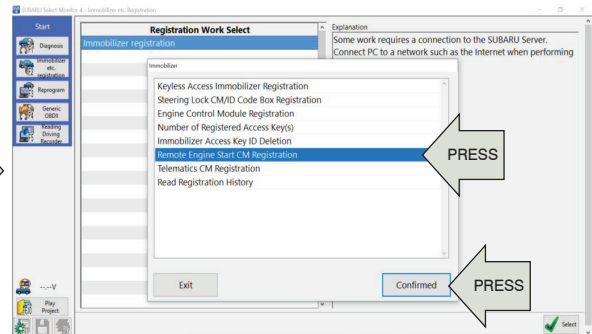 SUBARU Select Monitor 4 - Immobilizer etc. Registration
Start
Diagnosis
Immobilizer
etc.
registration
Reprogram
Generic
OBDII
Reading
Driving
Recorder
--.--V
Play
Project
Registration Work Select
Immobilizer registration
Explanation
Some work requires a connection to the SUBARU Server.
Connect PC to a network such as the Internet when performing
Immobilizer
Keyless Access Immobilizer Registration
Steering Lock CM/ID Code Box Registration
Engine Control Module Registration
Number of Registered Access Key(s)
Immobilizer Access Key ID Deletion
Remote Engine Start CM Registration
Telematics CM Registration
Read Registration History
PRESS
Exit
Confirmed
PRESS
Select